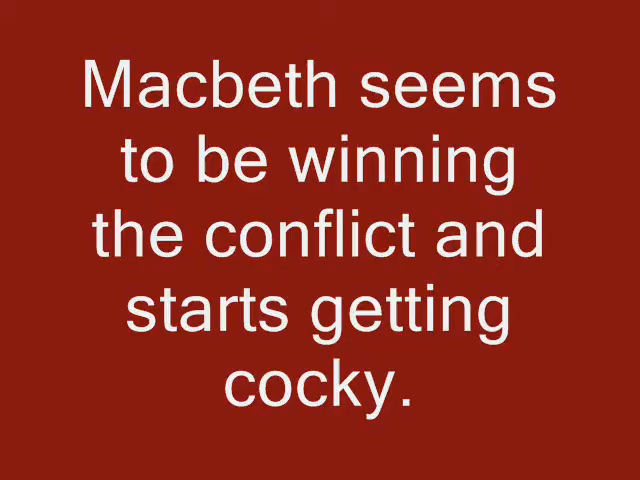 Macbeth seems
to be winning
the conflict and
starts getting
cocky.